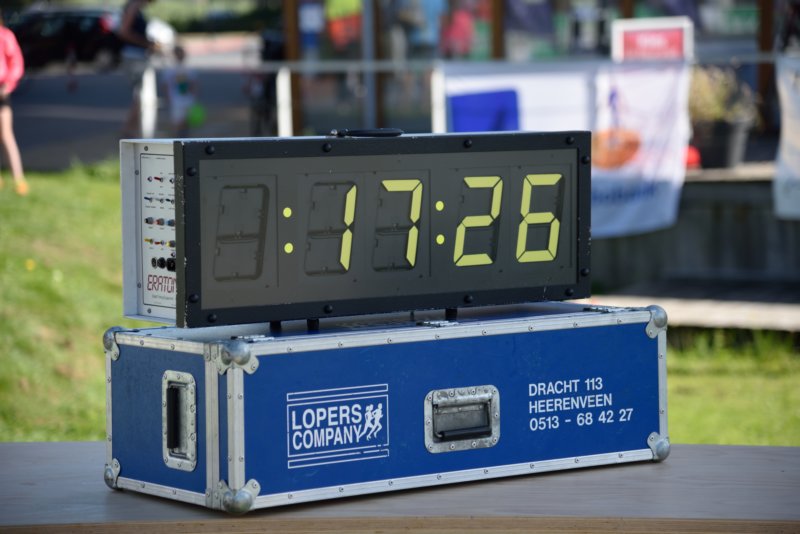 :17:26
ERATON
LOPERS
COMPANY
DRACHT 113
HEERENVEEN
0513 - 68 42 27